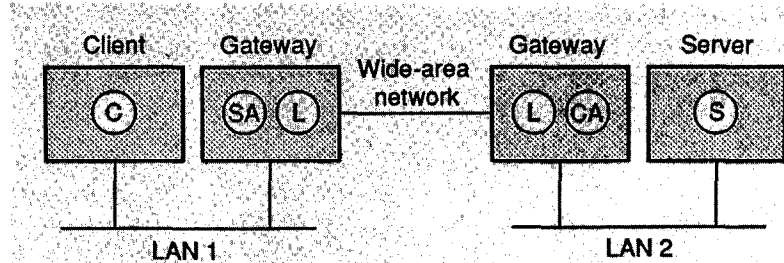 Client Gateway Gateway Server
Wide-area
network
C SA L L CA S
LAN 1 LAN 2